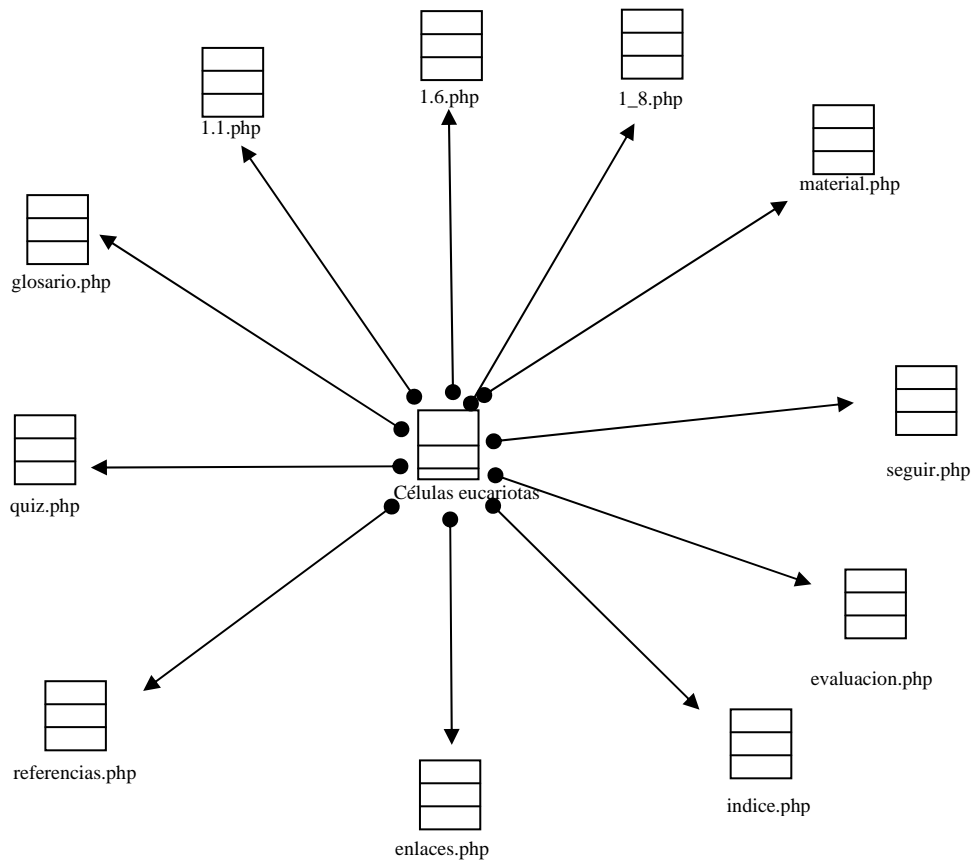 1.6.php
1_8.php
1.1.php
material.php
glosario.php
seguir.php
Células eucariotas
quiz.php
evaluacion.php
referencias.php
indice.php
enlaces.php